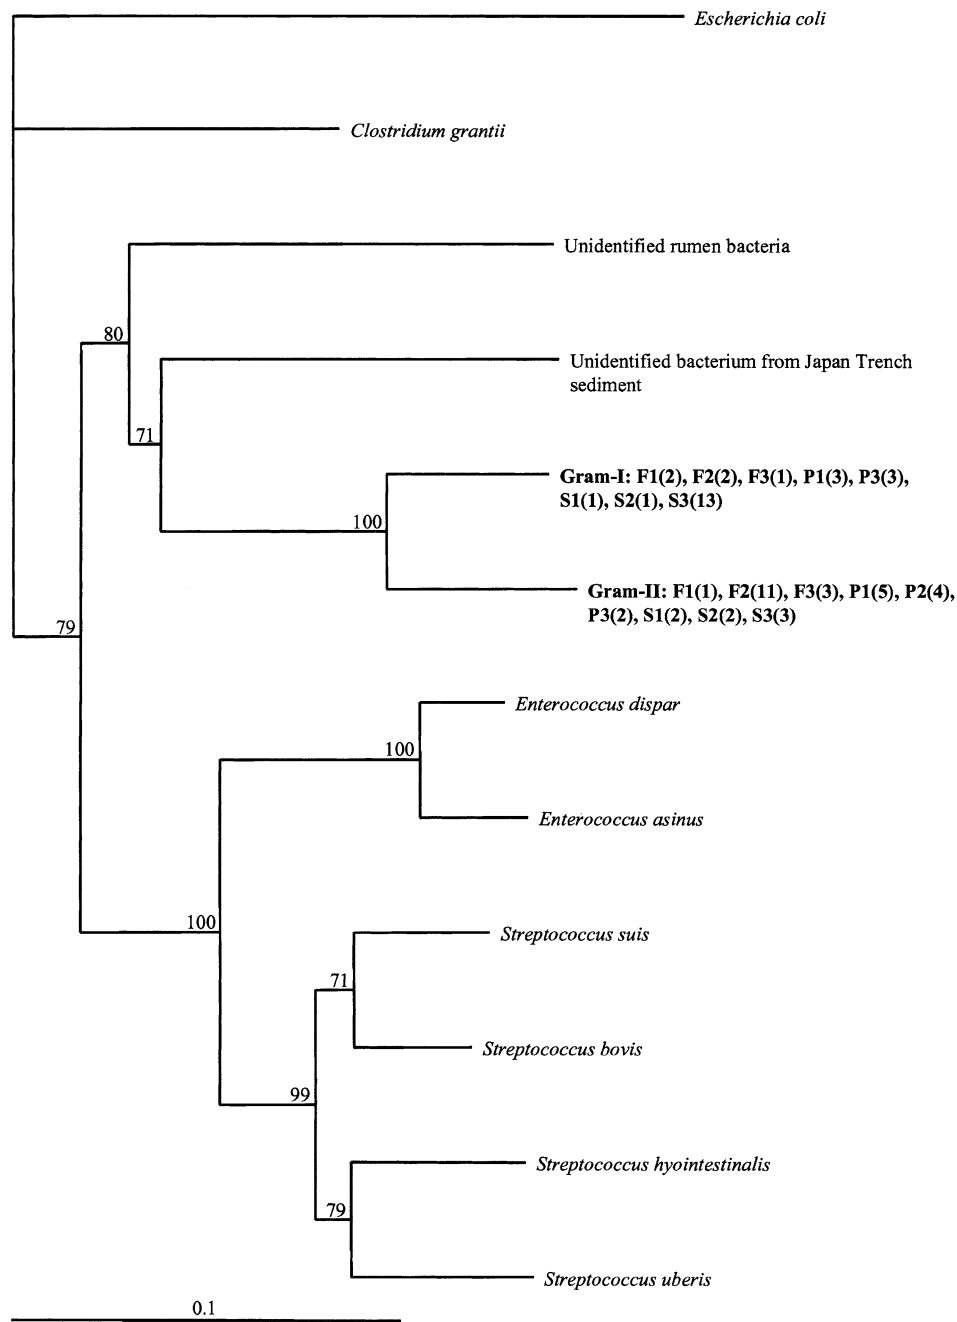 Escherichia coli
Clostridium grantii
Unidentified rumen bacteria
80
Unidentified bacterium from Japan Trench
sediment
71
Gram-I: F1(2), F2(2), F3(1), P1(3), P3(3),
S1(1), S2(1), S3(13)
100
Gram-II: F1(1), F2(11), F3(3), P1(5), P2(4),
P3(2), S1(2), S2(2), S3(3)
79
Enterococcus dispar
100
Enterococcus asinus
100
Streptococcus suis
71
Streptococcus bovis
99
Streptococcus hyointestinalis
79
Streptococcus uberis
0.1